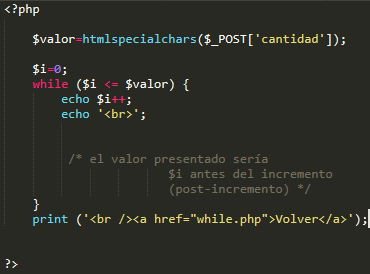 <?php
$valor=htmlspecialchars($_POST['cantidad']);
$i=0;
while ($i <= $valor) {
echo $i++;
echo '<br>';
/* el valor presentado sería
$i antes del incremento
(post-incremento) */
}
print ('<br /><a href="while.php">Volver</a>');
?>